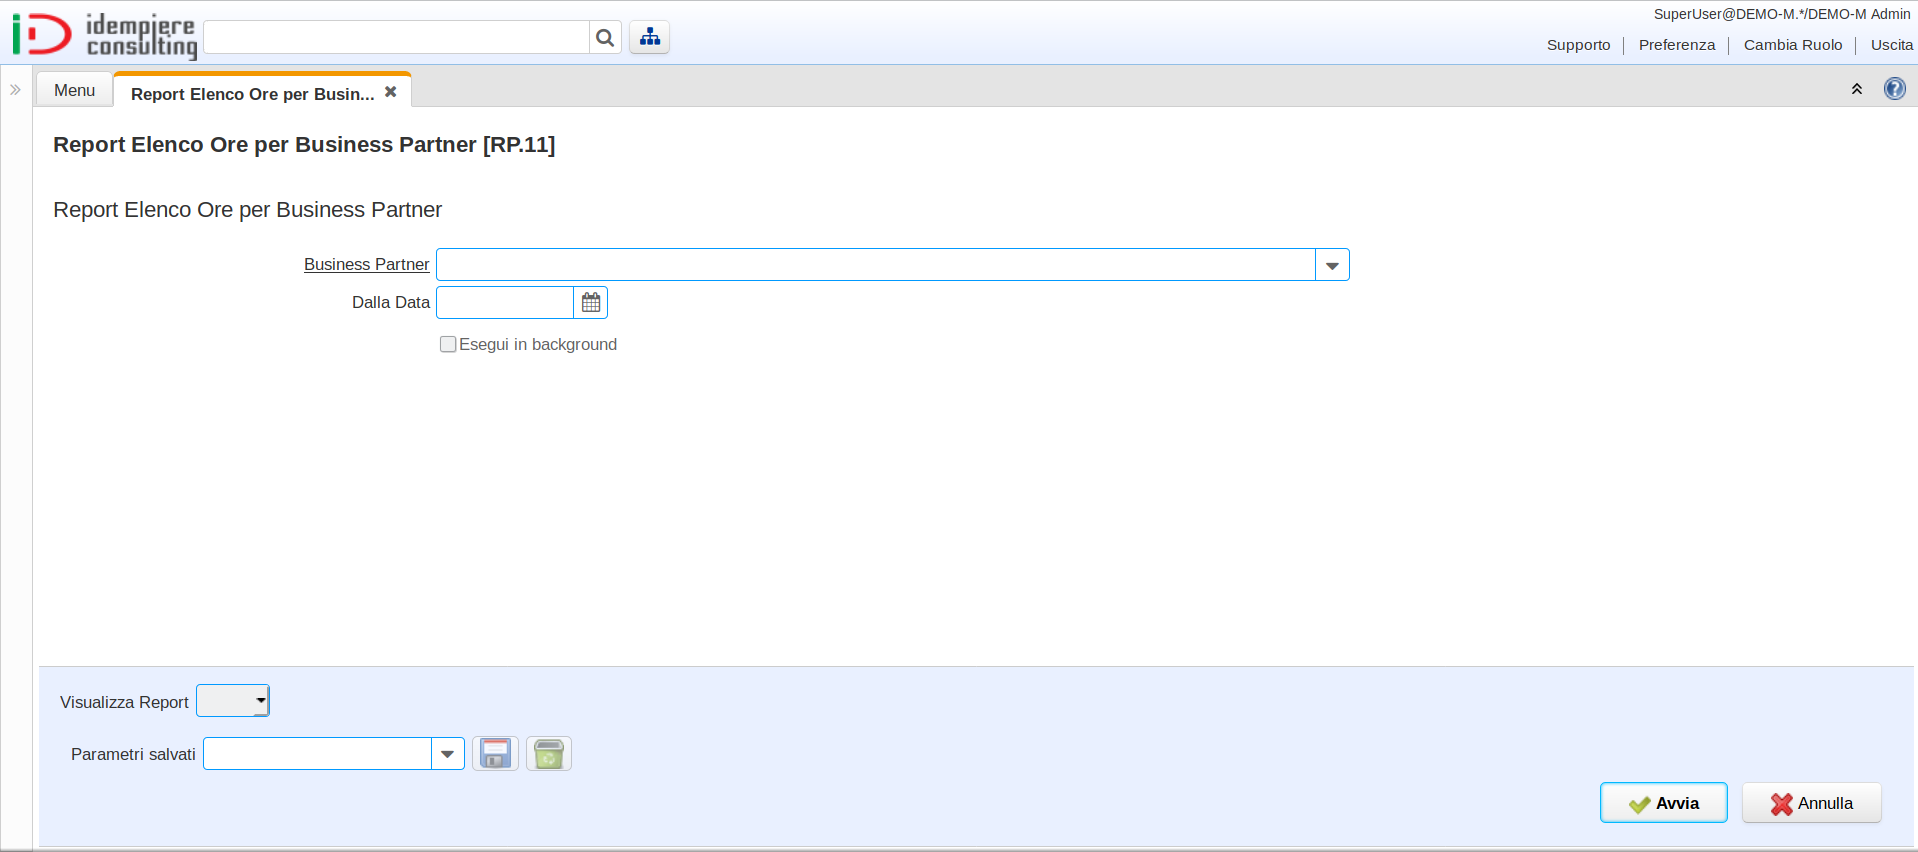 SuperUser@DEMO-M.*/DEMO-M Admin
idempiere
consulting
Supporto
Preferenza
Cambia Ruolo
Uscita
Menu
Report Elenco Ore per Busin...
Report Elenco Ore per Business Partner [RP.11]
Report Elenco Ore per Business Partner
Business Partner
Dalla Data
Esegui in background
Visualizza Report
Parametri salvati
Avvia
Annulla